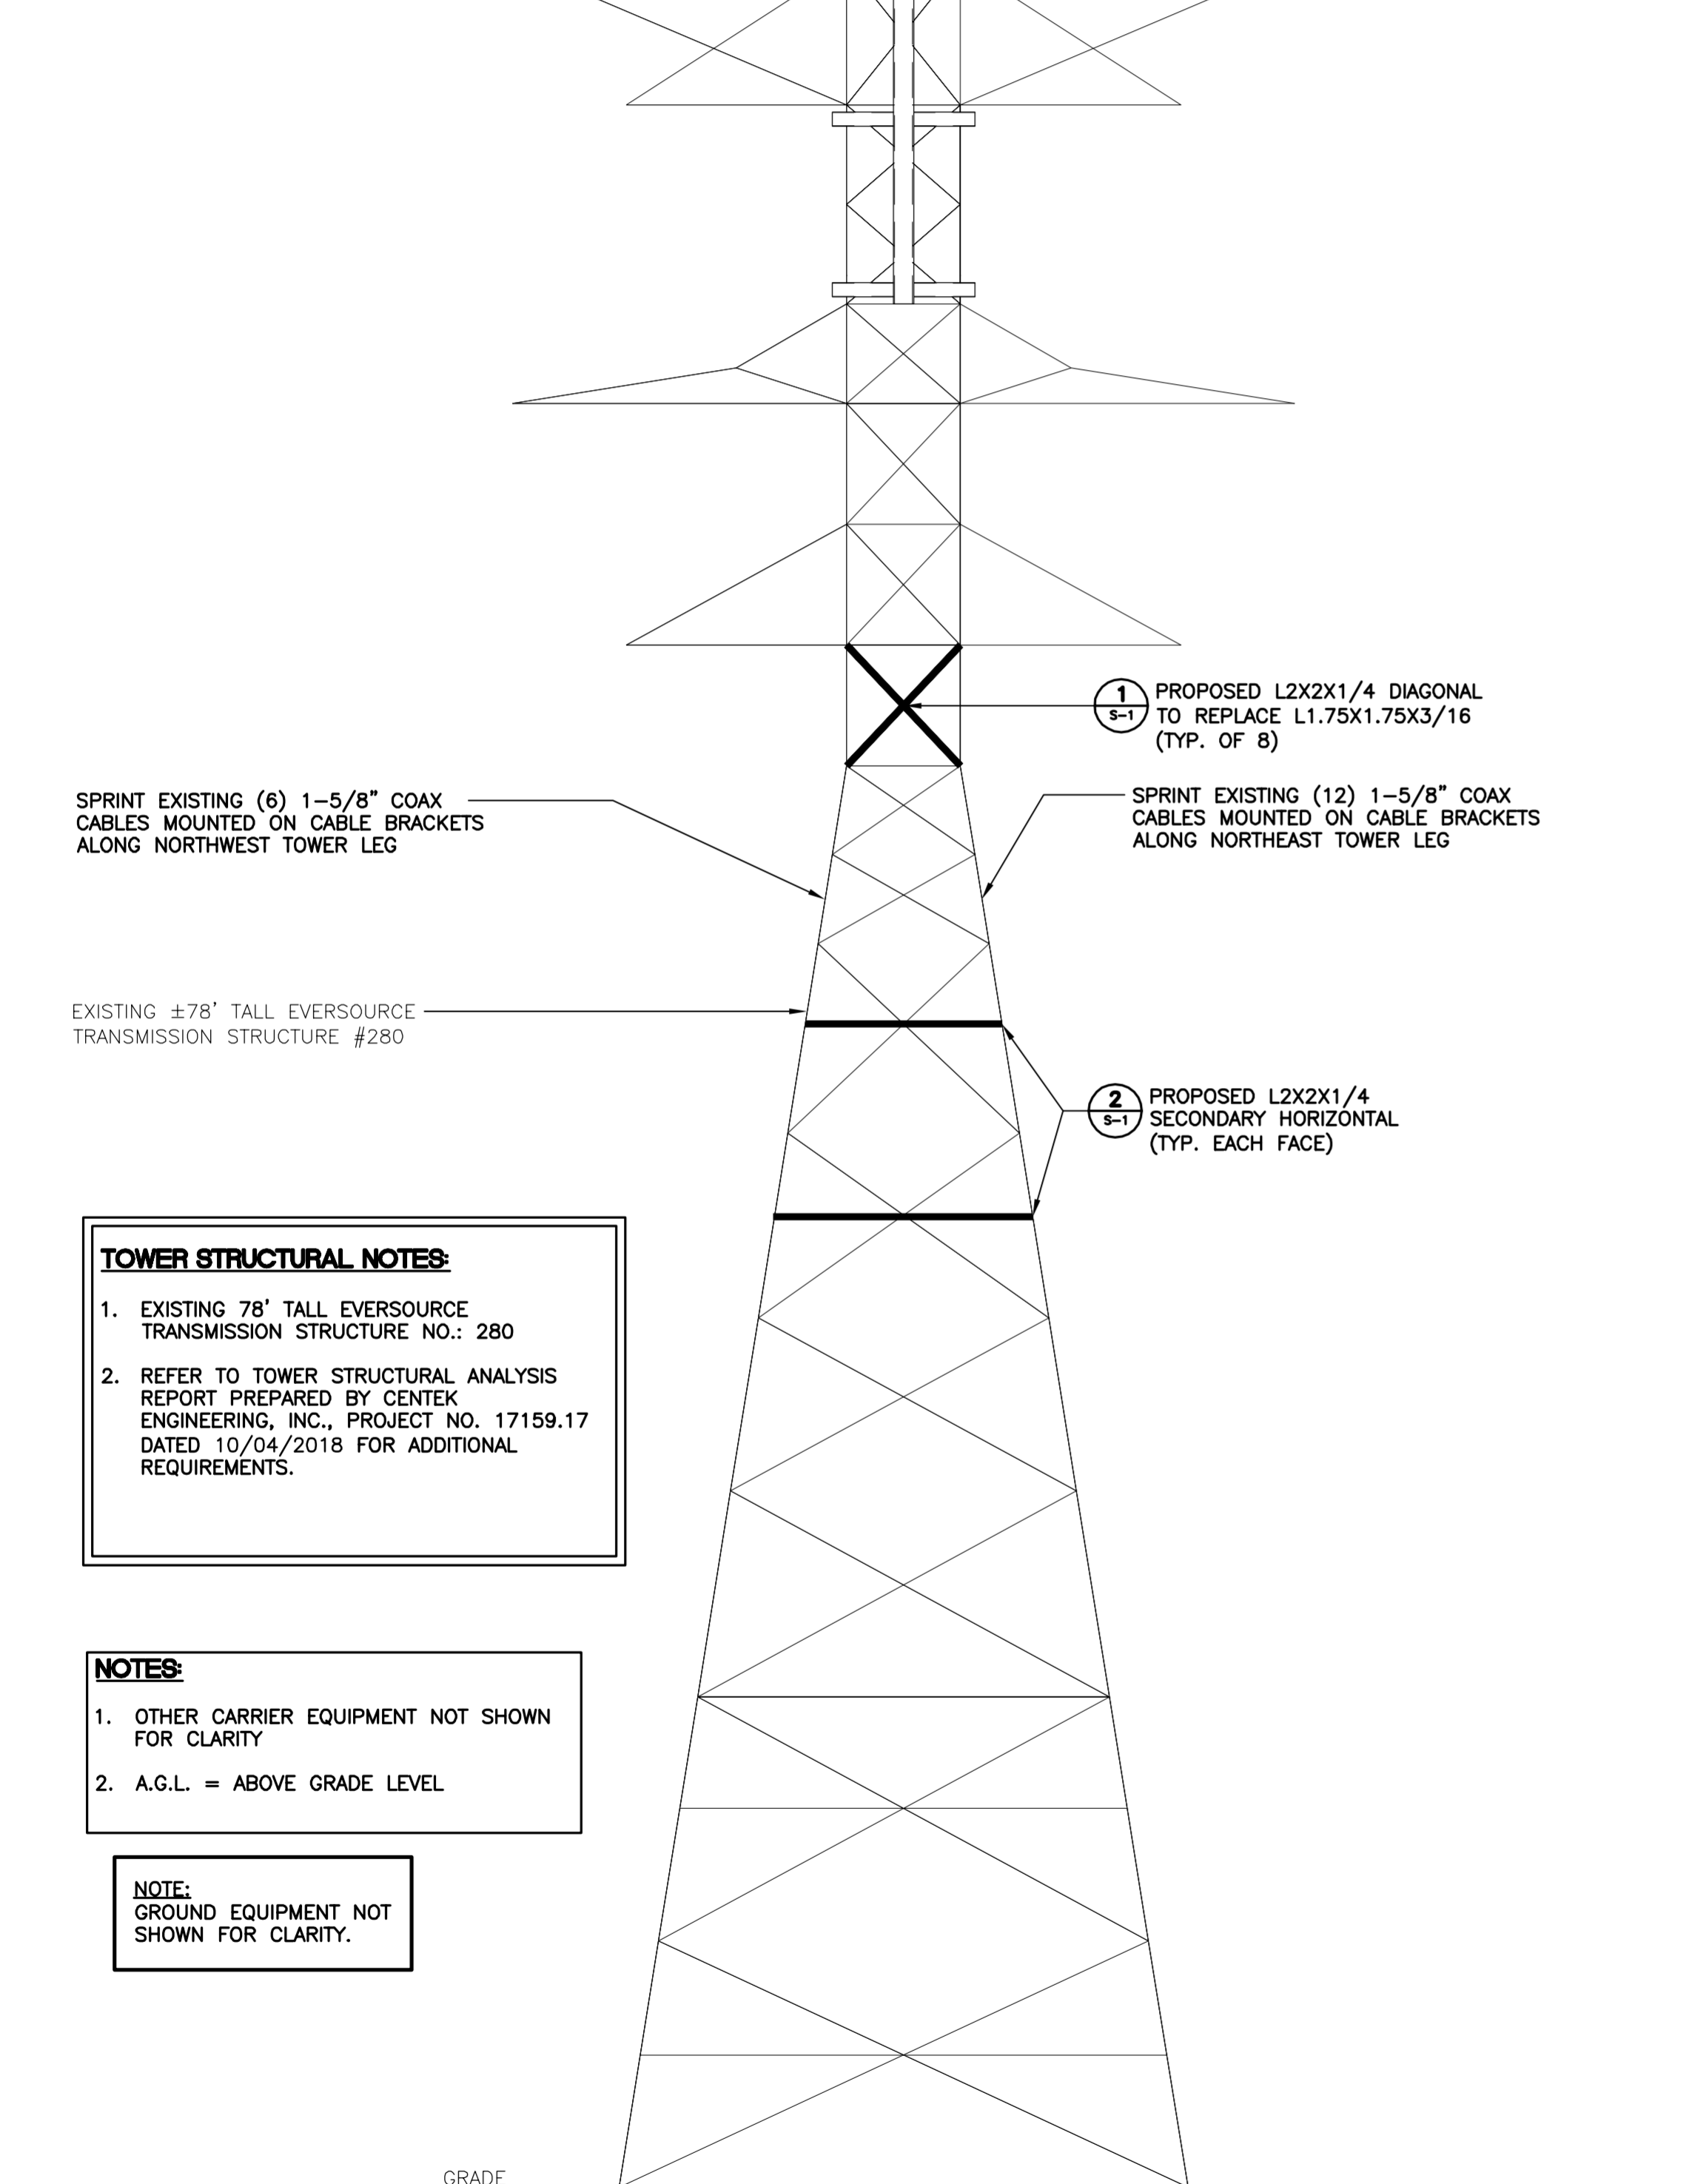 1
S-1
PROPOSED L2X2X1/4 DIAGONAL
TO REPLACE L1.75X1.75X3/16
(TYP. OF 8)
SPRINT EXISTING (6) 1-5/8" COAX
CABLES MOUNTED ON CABLE BRACKETS
ALONG NORTHWEST TOWER LEG
SPRINT EXISTING (12) 1-5/8" COAX
CABLES MOUNTED ON CABLE BRACKETS
ALONG NORTHEAST TOWER LEG
EXISTING ±78' TALL EVERSOURCE
TRANSMISSION STRUCTURE #280
2
S-1
PROPOSED L2X2X1/4
SECONDARY HORIZONTAL
(TYP. EACH FACE)
TOWER STRUCTURAL NOTES:
1. EXISTING 78' TALL EVERSOURCE
TRANSMISSION STRUCTURE NO.: 280
2. REFER TO TOWER STRUCTURAL ANALYSIS
REPORT PREPARED BY CENTEK
ENGINEERING, INC., PROJECT NO. 17159.17
DATED 10/04/2018 FOR ADDITIONAL
REQUIREMENTS.
NOTES:
1. OTHER CARRIER EQUIPMENT NOT SHOWN
FOR CLARITY
2. A.G.L. = ABOVE GRADE LEVEL
NOTE:
GROUND EQUIPMENT NOT
SHOWN FOR CLARITY.
GRADE